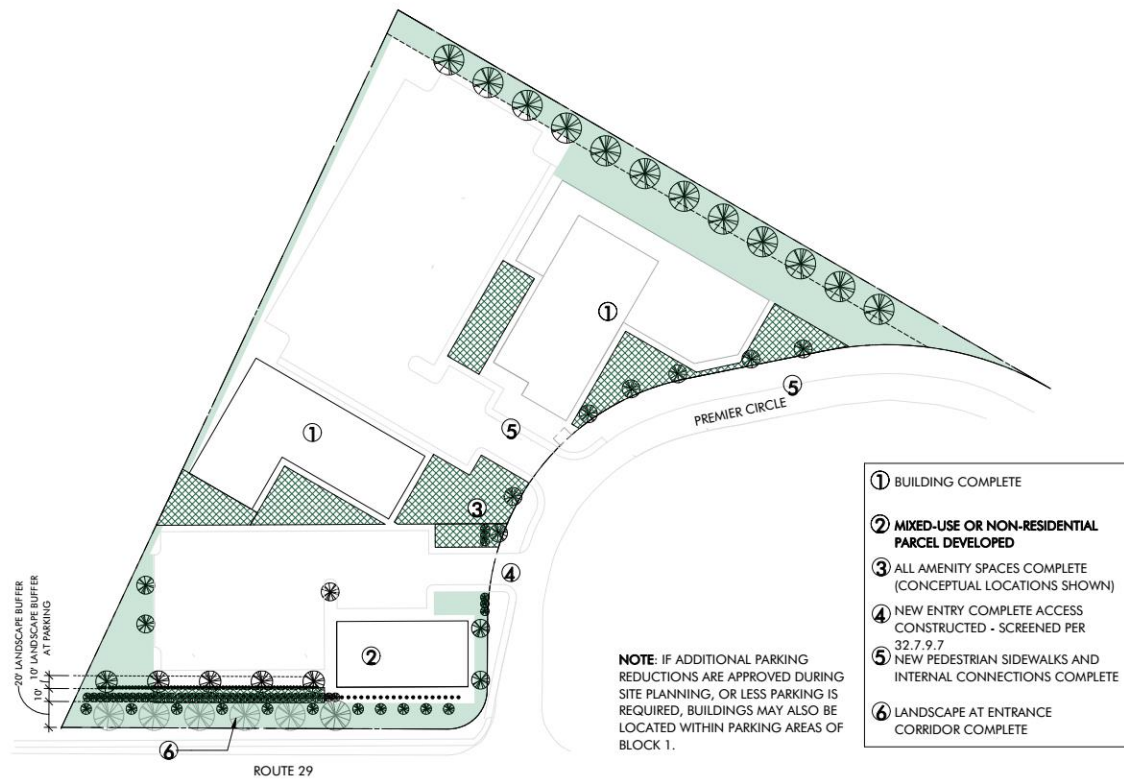 ①
①
⑤
PREMIER CIRCLE
⑤
①
③
④
②
20' LANDSCAPE BUFFER
10' LANDSCAPE BUFFER
AT PARKING
10'
⑥
ROUTE 29
NOTE: IF ADDITIONAL PARKING
REDUCTIONS ARE APPROVED DURING
SITE PLANNING, OR LESS PARKING IS
REQUIRED, BUILDINGS MAY ALSO BE
LOCATED WITHIN PARKING AREAS OF
BLOCK 1.
① BUILDING COMPLETE
② MIXED-USE OR NON-RESIDENTIAL
PARCEL DEVELOPED
③ ALL AMENITY SPACES COMPLETE
(CONCEPTUAL LOCATIONS SHOWN)
④ NEW ENTRY COMPLETE ACCESS
CONSTRUCTED - SCREENED PER
32.7.9.7
⑤ NEW PEDESTRIAN SIDEWALKS AND
INTERNAL CONNECTIONS COMPLETE
⑥ LANDSCAPE AT ENTRANCE
CORRIDOR COMPLETE